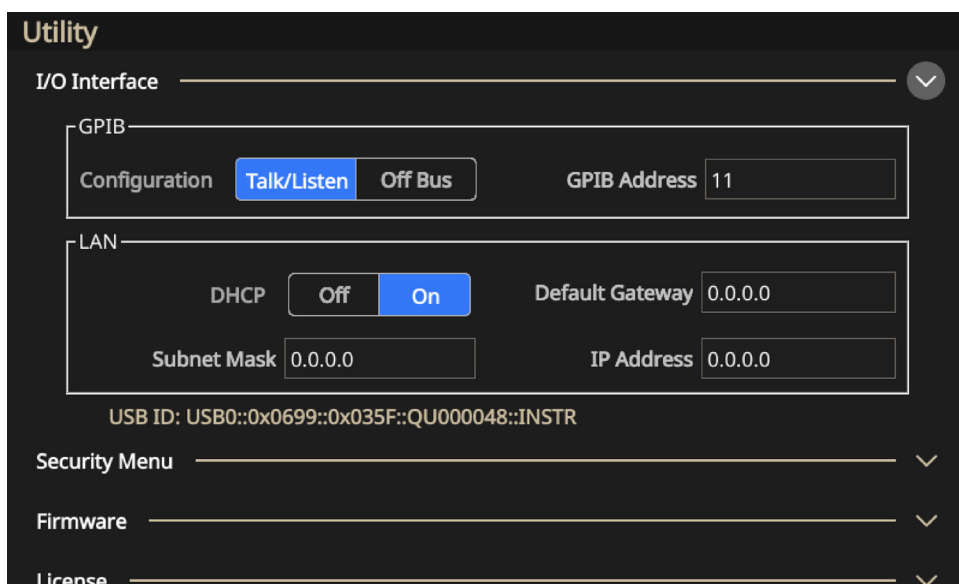 Utility
I/O Interface
GPIB
Configuration Talk/Listen Off Bus GPIB Address 11
LAN
DHCP Off On Default Gateway 0.0.0.0
Subnet Mask 0.0.0.0 IP Address 0.0.0.0
USB ID: USB0::0x0699::0x035F::QU000048::INSTR
Security Menu
Firmware
License